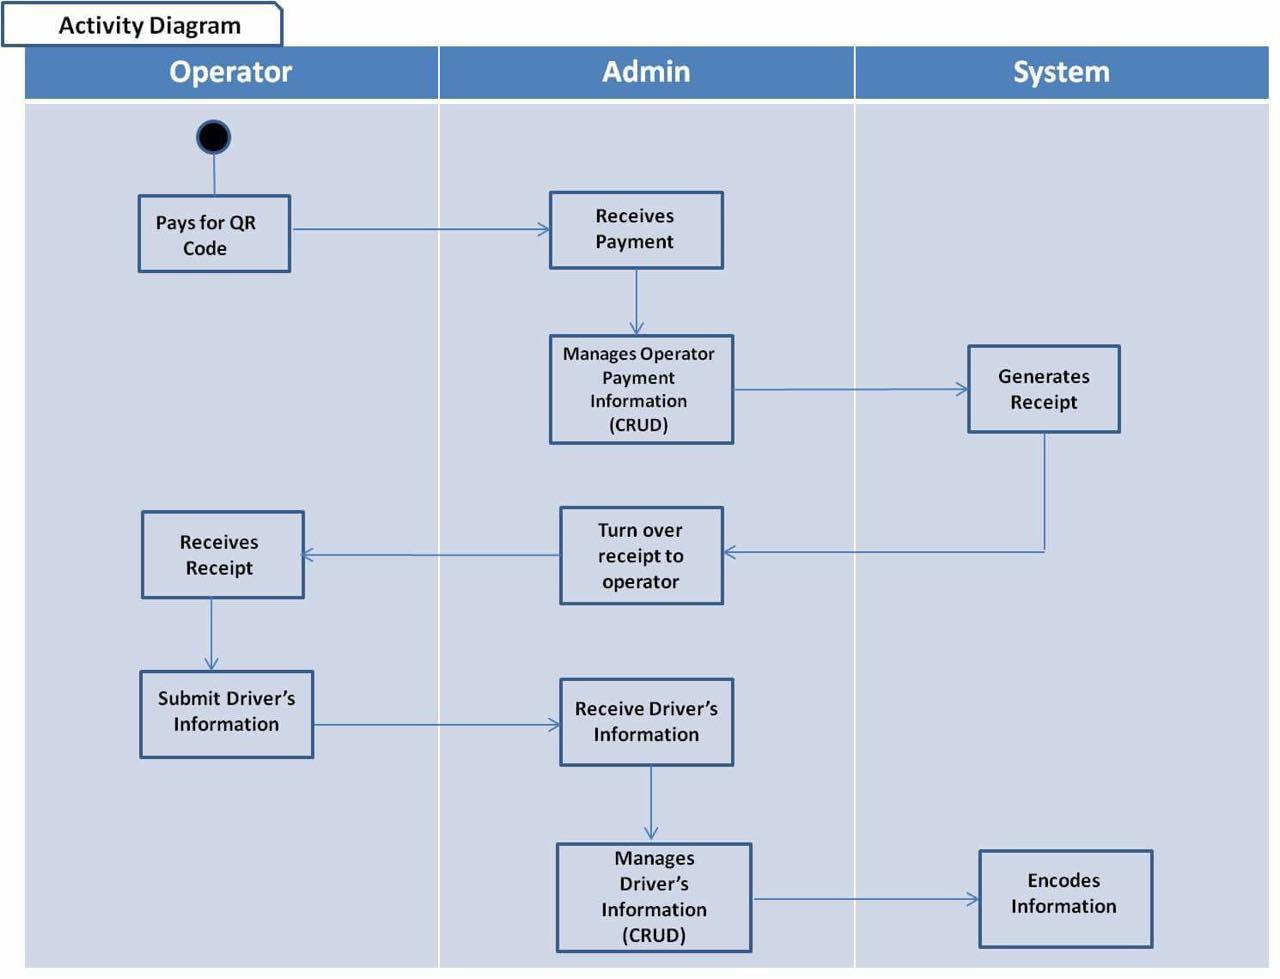 Activity Diagram
Operator
Admin
System
Pays for QR
Code
Receives
Payment
Manages Operator
Payment
Information
(CRUD)
Generates
Receipt
Receives
Receipt
Turn over
receipt to
operator
Submit Driver’s
Information
Receive Driver’s
Information
Manages
Driver’s
Information
(CRUD)
Encodes
Information